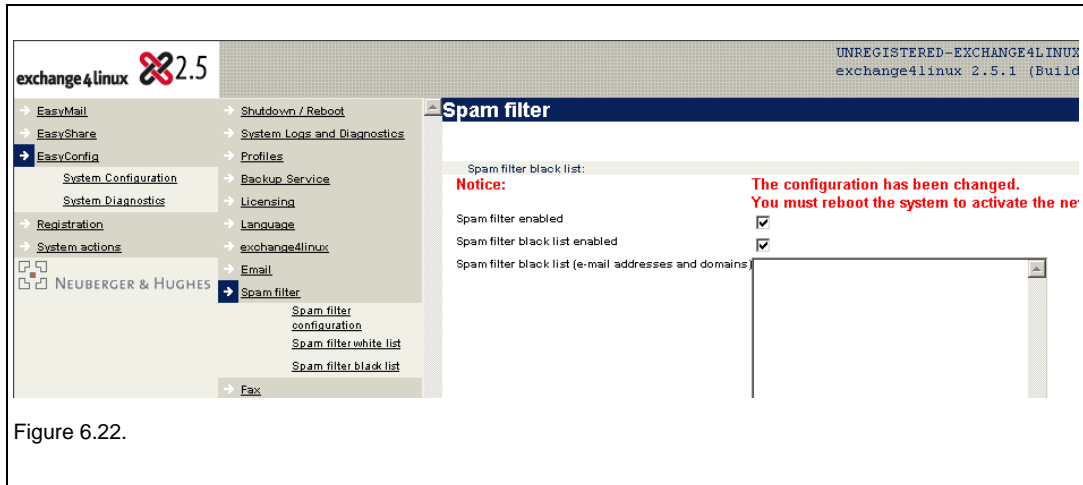 exchange4linux 2.5
UNREGISTERED-EXCHANGE4LINUX
exchange4linux 2.5.1 (Build
EasyMail
EasyShare
EasyConfig
System Configuration
System Diagnostics
Registration
System actions
NEUBERGER & HUGHES
Shutdown / Reboot
System Logs and Diagnostics
Profiles
Backup Service
Licensing
Language
exchange4linux
Email
Spam filter
Spam filter
configuration
Spam filter white list
Spam filter black list
Fax
Spam filter
Spam filter black list:
Notice:
The configuration has been changed.
You must reboot the system to activate the ne
Spam filter enabled
Spam filter black list enabled
Spam filter black list (e-mail addresses and domains)
Figure 6.22.